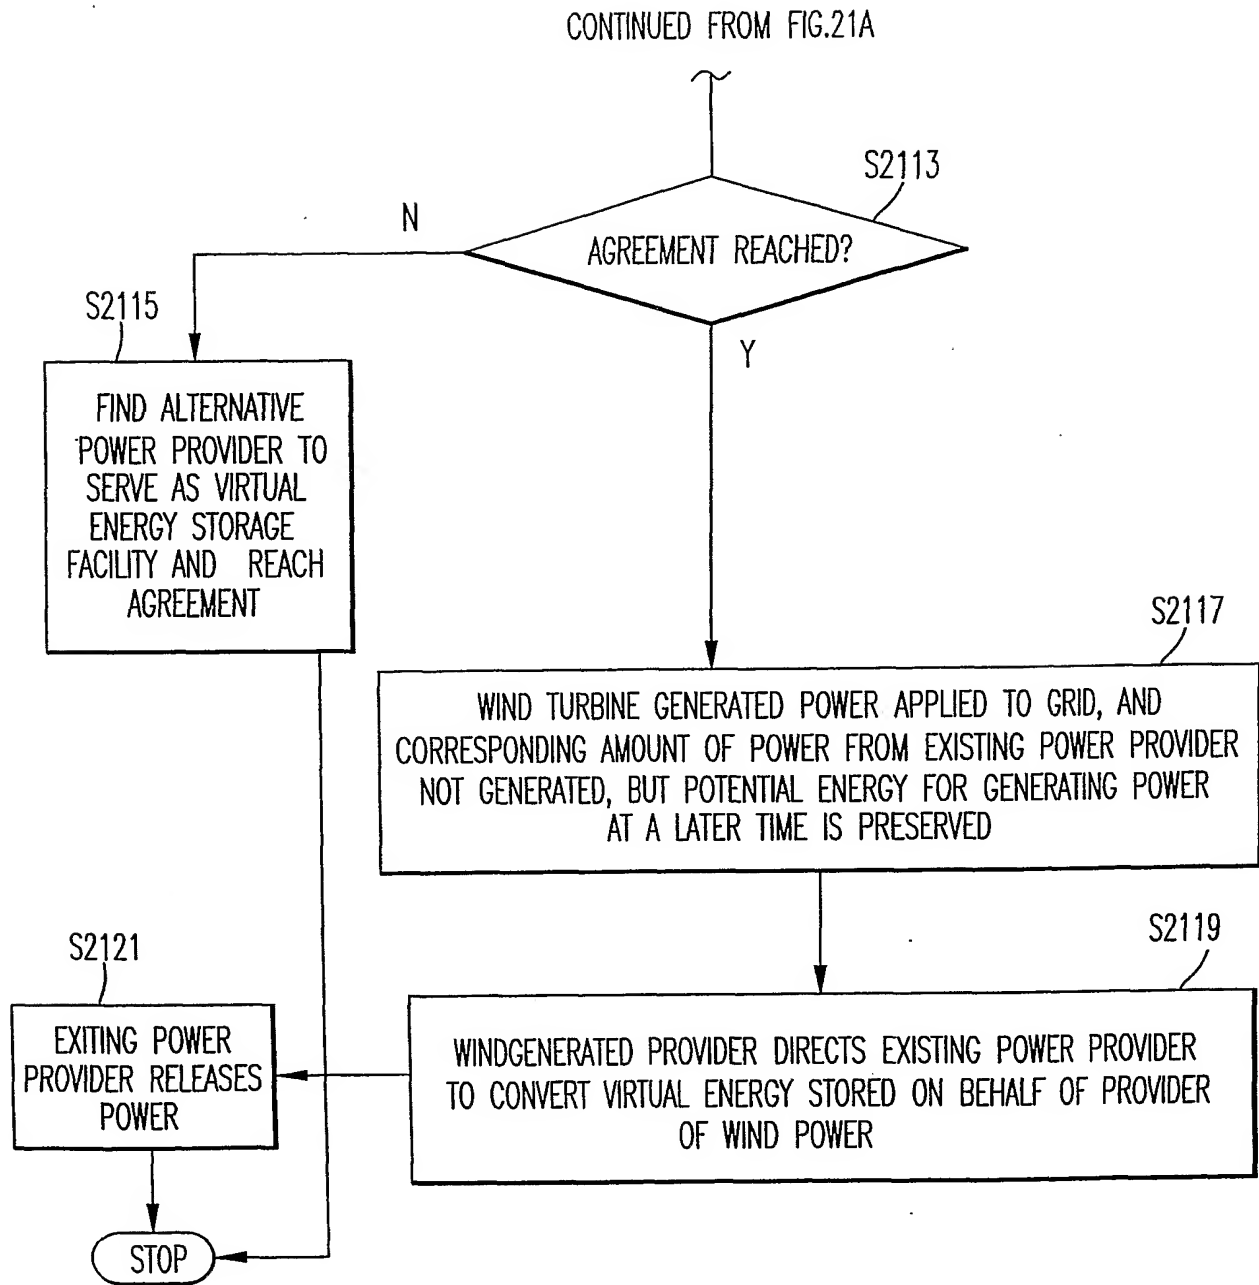 CONTINUED FROM FIG.21A
S2113
N
AGREEMENT REACHED?
S2115
Y
FIND ALTERNATIVE
POWER PROVIDER TO
SERVE AS VIRTUAL
ENERGY STORAGE
FACILITY AND REACH
AGREEMENT
S2117
WIND TURBINE GENERATED POWER APPLIED TO GRID, AND
CORRESPONDING AMOUNT OF POWER FROM EXISTING POWER PROVIDER
NOT GENERATED, BUT POTENTIAL ENERGY FOR GENERATING POWER
AT A LATER TIME IS PRESERVED
S2119
WINDGENERATED PROVIDER DIRECTS EXISTING POWER PROVIDER
TO CONVERT VIRTUAL ENERGY STORED ON BEHALF OF PROVIDER
OF WIND POWER
S2121
EXITING POWER
PROVIDER RELEASES
POWER
STOP